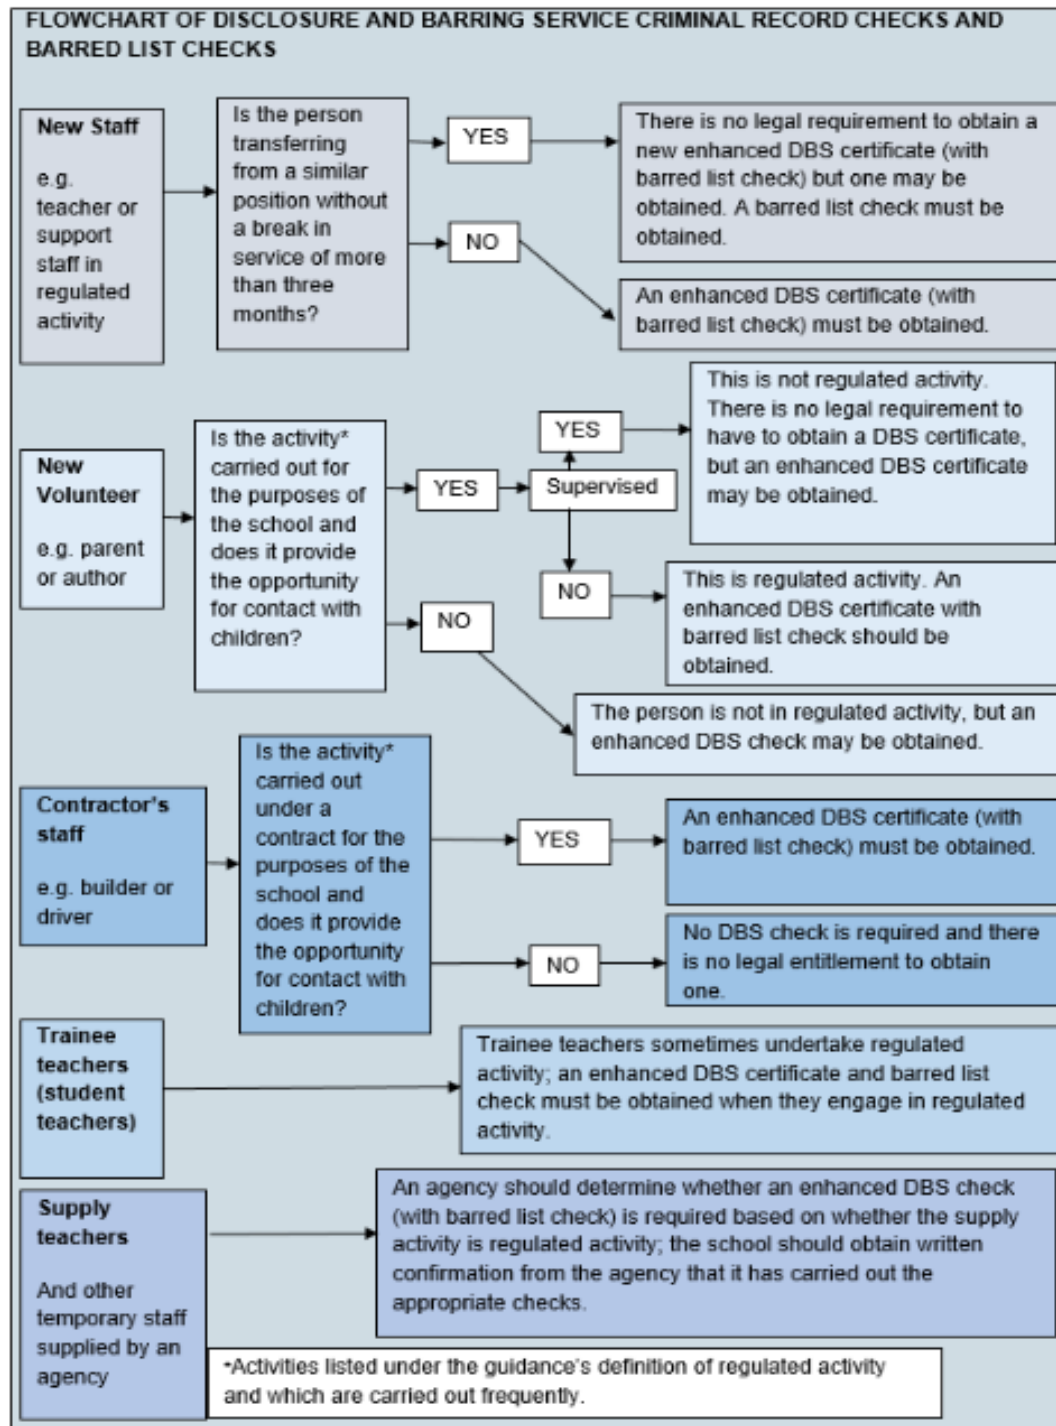 FLOWCHART OF DISCLOSURE AND BARRING SERVICE CRIMINAL RECORD CHECKS AND
BARRED LIST CHECKS
New Staff
e.g.
teacher or
support
staff in
regulated
activity
Is the person
transferring
from a similar
position without
a break in
service of more
than three
months?
YES
There is no legal requirement to obtain a
new enhanced DBS certificate (with
barred list check) but one may be
obtained. A barred list check must be
obtained.
NO
An enhanced DBS certificate (with
barred list check) must be obtained.
New
Volunteer
e.g. parent
or author
Is the activity*
carried out for
the purposes of
the school and
does it provide
the opportunity
for contact with
children?
YES
Supervised
YES
This is not regulated activity.
There is no legal requirement to
have to obtain a DBS certificate,
but an enhanced DBS certificate
may be obtained.
NO
This is regulated activity. An
enhanced DBS certificate with
barred list check should be
obtained.
NO
The person is not in regulated activity, but an
enhanced DBS check may be obtained.
Contractor's
staff
e.g. builder or
driver
Is the activity*
carried out
under a
contract for the
purposes of the
school and
does it provide
the opportunity
for contact with
children?
YES
An enhanced DBS certificate (with
barred list check) must be obtained.
NO
No DBS check is required and there
is no legal entitlement to obtain
one.
Trainee
teachers
(student
teachers)
Trainee teachers sometimes undertake regulated
activity; an enhanced DBS certificate and barred list
check must be obtained when they engage in regulated
activity.
Supply
teachers
And other
temporary staff
supplied by an
agency
An agency should determine whether an enhanced DBS check
(with barred list check) is required based on whether the supply
activity is regulated activity; the school should obtain written
confirmation from the agency that it has carried out the
appropriate checks.
*Activities listed under the guidance's definition of regulated activity
and which are carried out frequently.